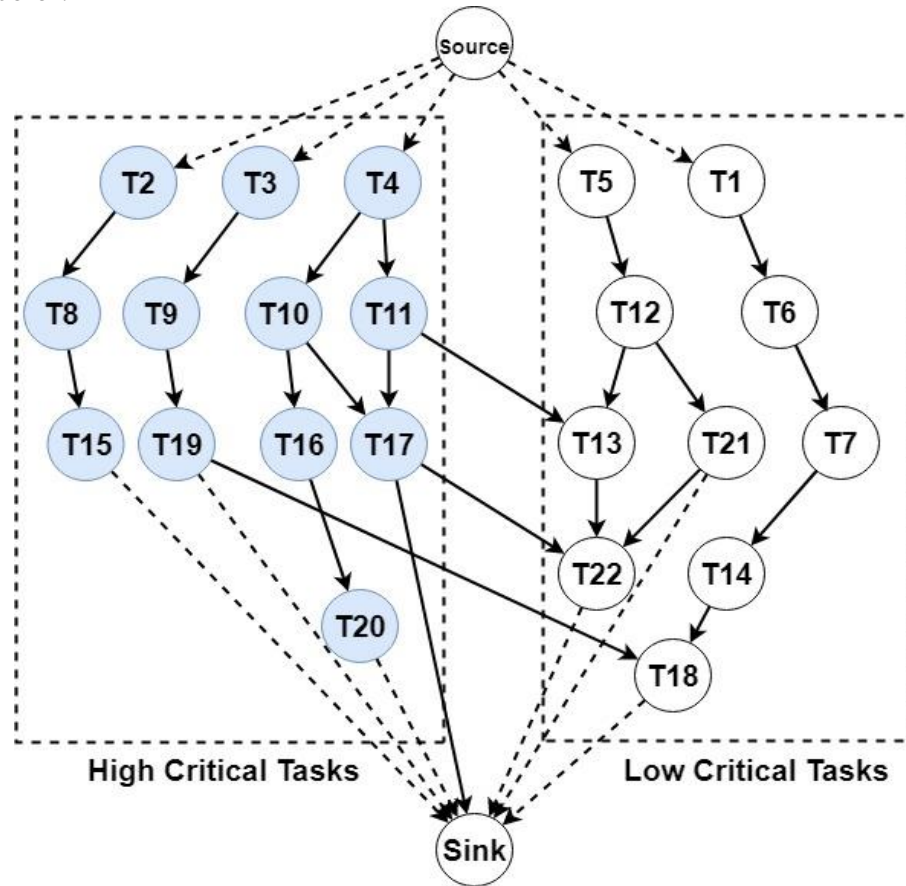 Source
T2 T3 T4 T5 T1
T8 T9 T10 T11 T12 T6
T15 T19 T16 T17 T13 T21 T7
T22 T14
T20
T18
High Critical Tasks Low Critical Tasks
Sink